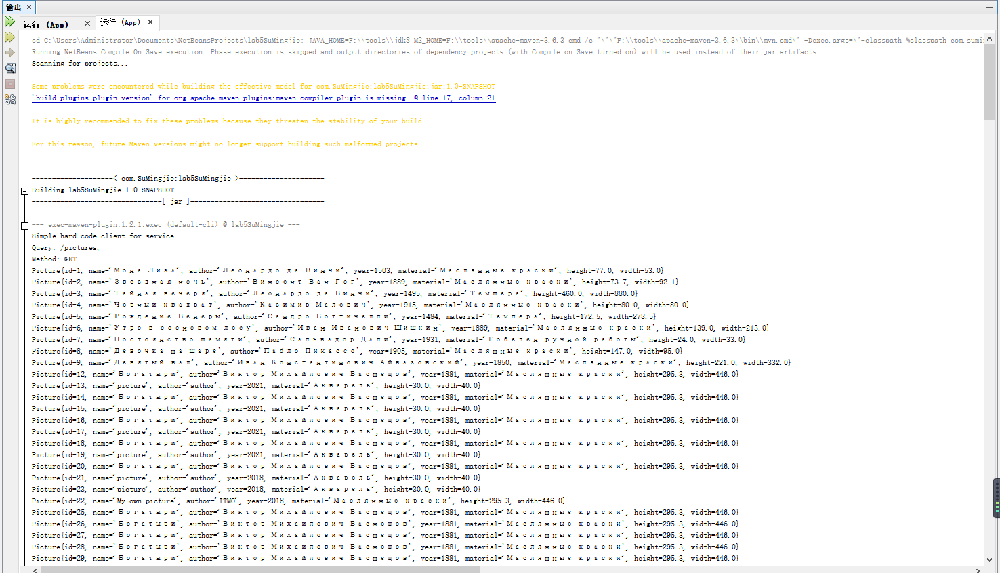 输出
运行 (App)
运行 (App)
cd C:\Users\Administrator\Documents\NetBeansProjects\lab5SuMingjie; JAVA_HOME=F:\\tools\\jdk8 M2_HOME=F:\\tools\\apache-maven-3.6.3 cmd /c "\"\"F:\\tools\\apache-maven-3.6.3\\bin\\mvn.cmd\" -Dexec.args=\"-classpath %classpath com.sumi
Running NetBeans Compile On Save execution. Phase execution is skipped and output directories of dependency projects (with Compile on Save turned on) will be used instead of their jar artifacts.
Scanning for projects...
Some problems were encountered while building the effective model for com.SuMingjie:lab5SuMingjie:jar:1.0-SNAPSHOT
'build.plugins.plugin.version' for org.apache.maven.plugins:maven-compiler-plugin is missing. @ line 17, column 21
It is highly recommended to fix these problems because they threaten the stability of your build.
For this reason, future Maven versions might no longer support building such malformed projects.
--------------------< com.SuMingjie:lab5SuMingjie >---------------------
Building lab5SuMingjie 1.0-SNAPSHOT
--------------------------------[ jar ]---------------------------------
--- exec-maven-plugin:1.2.1:exec (default-cli) @ lab5SuMingjie ---
Simple hard code client for service
Query: /pictures,
Method: GET
Picture{id=1, name='Мона Лиза', author='Леонардо да Винчи', year=1503, material='Маслянные краски', height=77.0, width=53.0}
Picture{id=2, name='Звездная ночь', author='Винсент Ван Гог', year=1889, material='Маслянные краски', height=73.7, width=92.1}
Picture{id=3, name='Тайная вечеря', author='Леонардо да Винчи', year=1495, material='Темпера', height=460.0, width=880.0}
Picture{id=4, name='Черный квадрат', author='Казимир Малевич', year=1915, material='Маслянные краски', height=80.0, width=80.0}
Picture{id=5, name='Рождение Венеры', author='Сандро Боттичелли', year=1484, material='Темпера', height=172.5, width=278.5}
Picture{id=6, name='Утро в сосновом лесу', author='Иван Иванович Шишкин', year=1889, material='Маслянные краски', height=139.0, width=213.0}
Picture{id=7, name='Постоянство памяти', author='Сальвадор Дали', year=1931, material='Гобелен ручной работы', height=24.0, width=33.0}
Picture{id=8, name='Девочка на шаре', author='Пабло Пикассо', year=1905, material='Маслянные краски', height=147.0, width=95.0}
Picture{id=9, name='Девятый вал', author='Иван Константинович Айвазовский', year=1850, material='Маслянные краски', height=221.0, width=332.0}
Picture{id=12, name='Богатыри', author='Виктор Михайлович Васнецов', year=1881, material='Маслянные краски', height=295.3, width=446.0}
Picture{id=13, name='picture', author='author', year=2021, material='Акварель', height=30.0, width=40.0}
Picture{id=14, name='Богатыри', author='Виктор Михайлович Васнецов', year=1881, material='Маслянные краски', height=295.3, width=446.0}
Picture{id=15, name='picture', author='author', year=2021, material='Акварель', height=30.0, width=40.0}
Picture{id=16, name='Богатыри', author='Виктор Михайлович Васнецов', year=1881, material='Маслянные краски', height=295.3, width=446.0}
Picture{id=17, name='picture', author='author', year=2021, material='Акварель', height=30.0, width=40.0}
Picture{id=18, name='Богатыри', author='Виктор Михайлович Васнецов', year=1881, material='Маслянные краски', height=295.3, width=446.0}
Picture{id=19, name='picture', author='author', year=2021, material='Акварель', height=30.0, width=40.0}
Picture{id=20, name='Богатыри', author='Виктор Михайлович Васнецов', year=1881, material='Маслянные краски', height=295.3, width=446.0}
Picture{id=21, name='picture', author='author', year=2018, material='Акварель', height=30.0, width=40.0}
Picture{id=23, name='picture', author='author', year=2018, material='Акварель', height=30.0, width=40.0}
Picture{id=22, name='My own picture', author='ITMO', year=2018, material='Маслянные краски', height=295.3, width=446.0}
Picture{id=25, name='Богатыри', author='Виктор Михайлович Васнецов', year=1881, material='Маслянные краски', height=295.3, width=446.0}
Picture{id=26, name='Богатыри', author='Виктор Михайлович Васнецов', year=1881, material='Маслянные краски', height=295.3, width=446.0}
Picture{id=27, name='Богатыри', author='Виктор Михайлович Васнецов', year=1881, material='Маслянные краски', height=295.3, width=446.0}
Picture{id=28, name='Богатыри', author='Виктор Михайлович Васнецов', year=1881, material='Маслянные краски', height=295.3, width=446.0}
Picture{id=29, name='Богатыри', author='Виктор Михайлович Васнецов', year=1881, material='Маслянные краски', height=295.3, width=446.0}